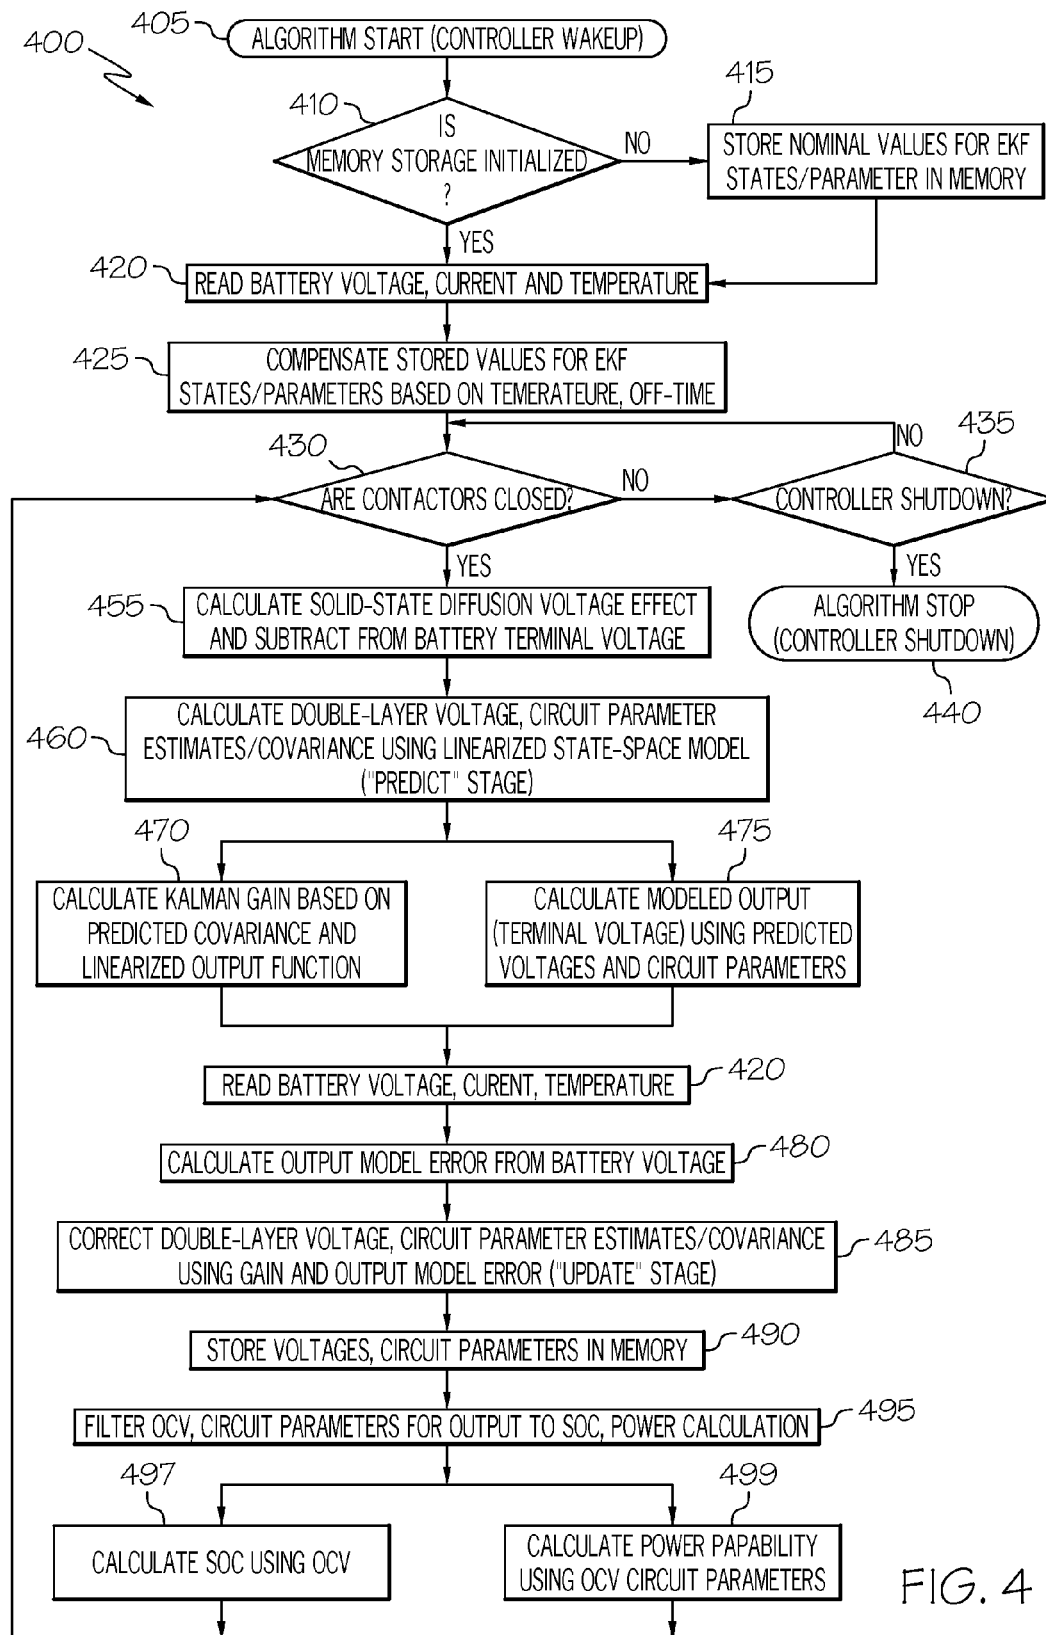 400
405
ALGORITHM START (CONTROLLER WAKEUP)
410
IS
MEMORY STORAGE INITIALIZED
?
NO
YES
415
STORE NOMINAL VALUES FOR EKF
STATES/PARAMETER IN MEMORY
420
READ BATTERY VOLTAGE, CURRENT AND TEMPERATURE
425
COMPENSATE STORED VALUES FOR EKF
STATES/PARAMETERS BASED ON TEMERATEURE, OFF-TIME
430
ARE CONTACTORS CLOSED?
NO
YES
435
NO
CONTROLLER SHUTDOWN?
YES
ALGORITHM STOP
(CONTROLLER SHUTDOWN)
440
455
CALCULATE SOLID-STATE DIFFUSION VOLTAGE EFFECT
AND SUBTRACT FROM BATTERY TERMINAL VOLTAGE
460
CALCULATE DOUBLE-LAYER VOLTAGE, CIRCUIT PARAMETER
ESTIMATES/COVARIANCE USING LINEARIZED STATE-SPACE MODEL
("PREDICT" STAGE)
470
CALCULATE KALMAN GAIN BASED ON
PREDICTED COVARIANCE AND
LINEARIZED OUTPUT FUNCTION
475
CALCULATE MODELED OUTPUT
(TERMINAL VOLTAGE) USING PREDICTED
VOLTAGES AND CIRCUIT PARAMETERS
READ BATTERY VOLTAGE, CURENT, TEMPERATURE
420
CALCULATE OUTPUT MODEL ERROR FROM BATTERY VOLTAGE
480
CORRECT DOUBLE-LAYER VOLTAGE, CIRCUIT PARAMETER ESTIMATES/COVARIANCE
USING GAIN AND OUTPUT MODEL ERROR ("UPDATE" STAGE)
485
STORE VOLTAGES, CIRCUIT PARAMETERS IN MEMORY
490
FILTER OCV, CIRCUIT PARAMETERS FOR OUTPUT TO SOC, POWER CALCULATION
495
497
CALCULATE SOC USING OCV
499
CALCULATE POWER PAPABILITY
USING OCV CIRCUIT PARAMETERS
FIG. 4